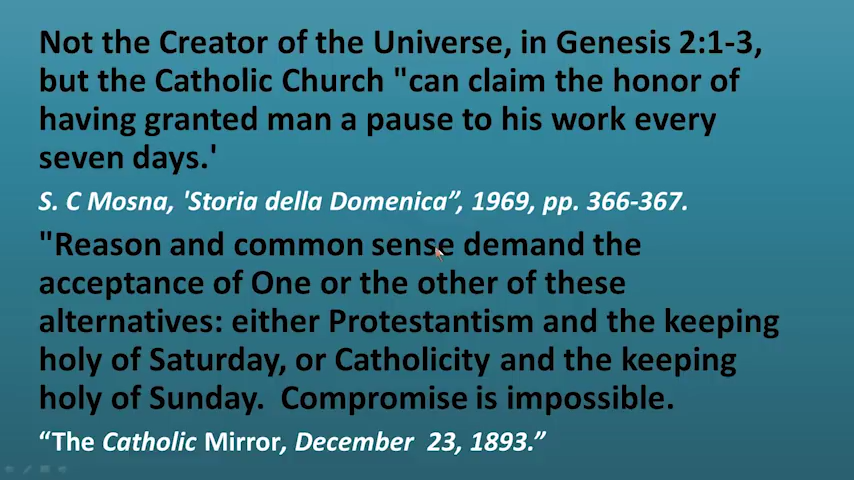 Not the Creator of the Universe, in Genesis 2:1-3,
but the Catholic Church "can claim the honor of
having granted man a pause to his work every
seven days.'
S. C Mosna, 'Storia della Domenica”, 1969, pp. 366-367.
"Reason and common sense demand the
acceptance of One or the other of these
alternatives: either Protestantism and the keeping
holy of Saturday, or Catholicity and the keeping
holy of Sunday.  Compromise is impossible.
“The Catholic Mirror, December  23, 1893.”